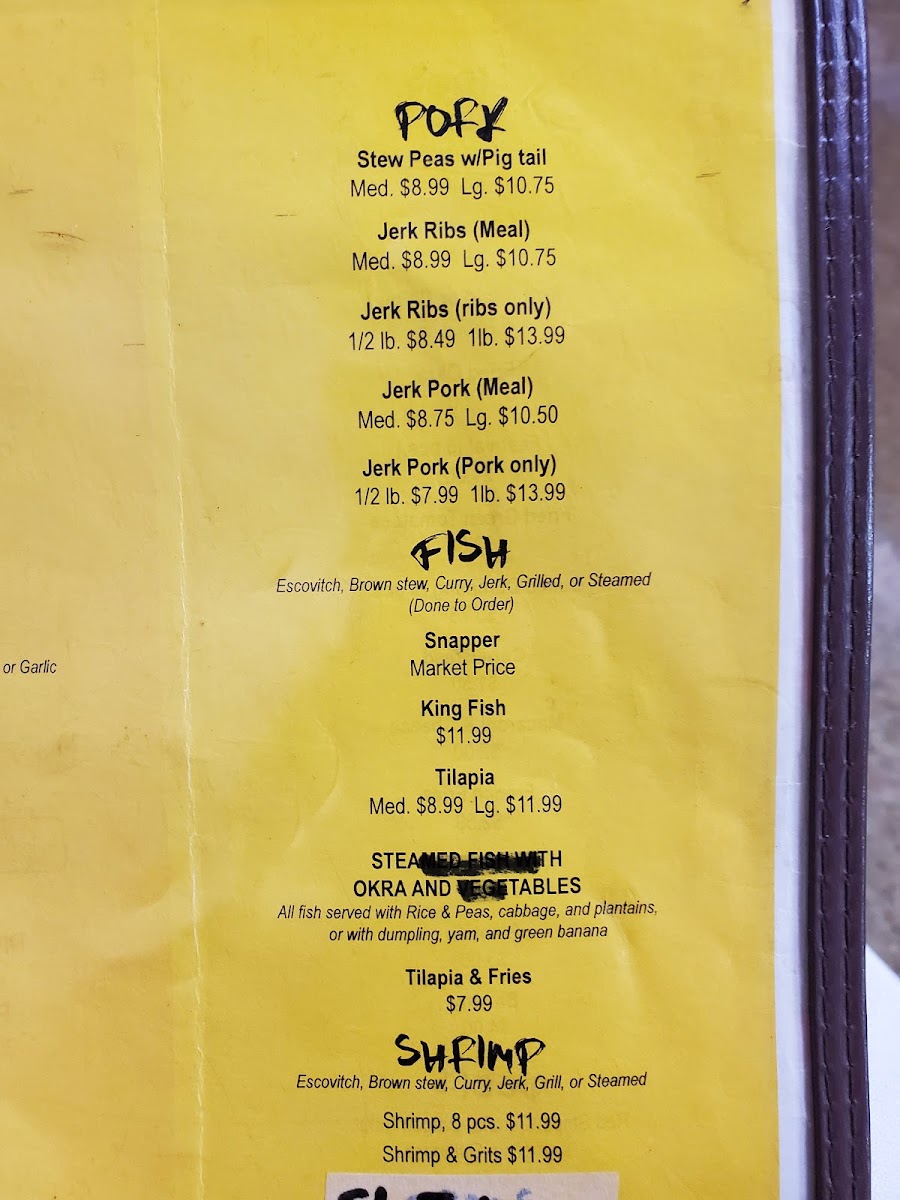 PORK
Stew Peas w/Pig tail
Med. $8.99 Lg. $10.75
Jerk Ribs (Meal)
Med. $8.99 Lg. $10.75
Jerk Ribs (ribs only)
1/2 lb. $8.49 1lb. $13.99
Jerk Pork (Meal)
Med. $8.75 Lg. $10.50
Jerk Pork (Pork only)
1/2 lb. $7.99 1lb. $13.99
FISH
Escovitch, Brown stew, Curry, Jerk, Grilled, or Steamed
(Done to Order)
Snapper
Market Price
or Garlic
King Fish
$11.99
Tilapia
Med. $8.99 Lg. $11.99
STEAMED FISH WITH
OKRA AND VEGETABLES
All fish served with Rice & Peas, cabbage, and plantains,
or with dumpling, yam, and green banana
Tilapia & Fries
$7.99
SHRIMP
Escovitch, Brown stew, Curry, Jerk, Grill, or Steamed
Shrimp, 8 pcs. $11.99
Shrimp & Grits $11.99